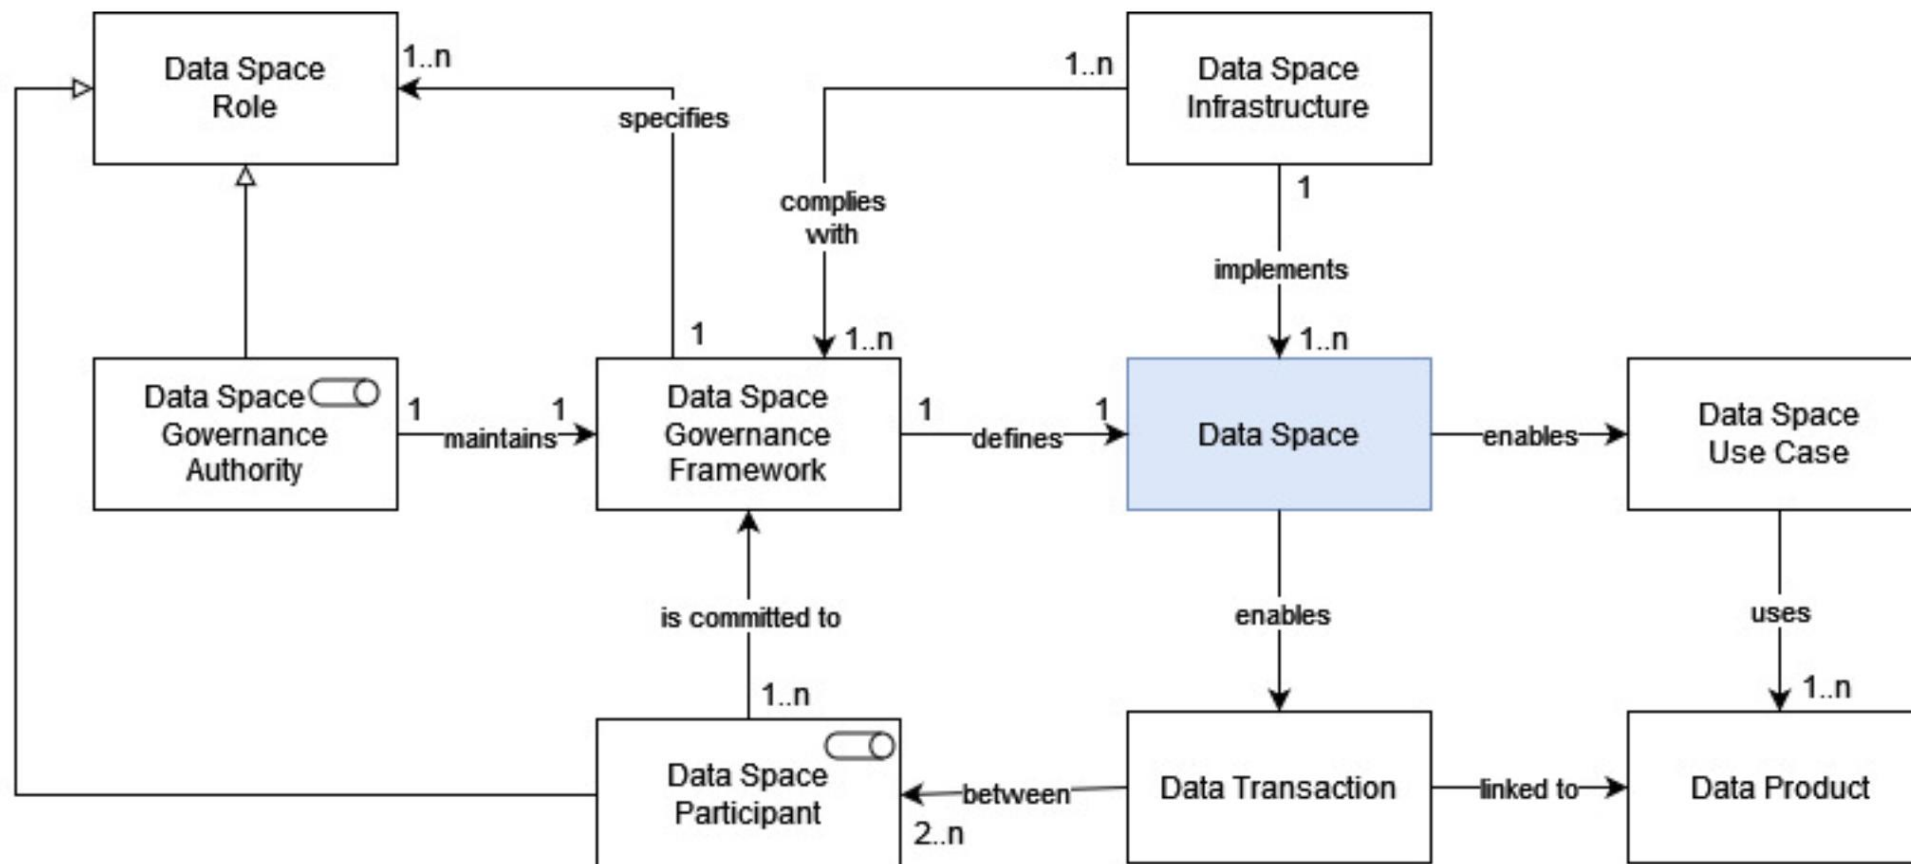 Data Space
Role
1..n
specifies
1..n
Data Space
Infrastructure
complies
with
1
implements
1
1..n
1..n
Data Space
Governance
Authority
1
maintains
1
Data Space
Governance
Framework
1
defines
1
Data Space
enables
Data Space
Use Case
is committed to
enables
uses
1..n
1..n
Data Space
Participant
between
2..n
Data Transaction
linked to
Data Product